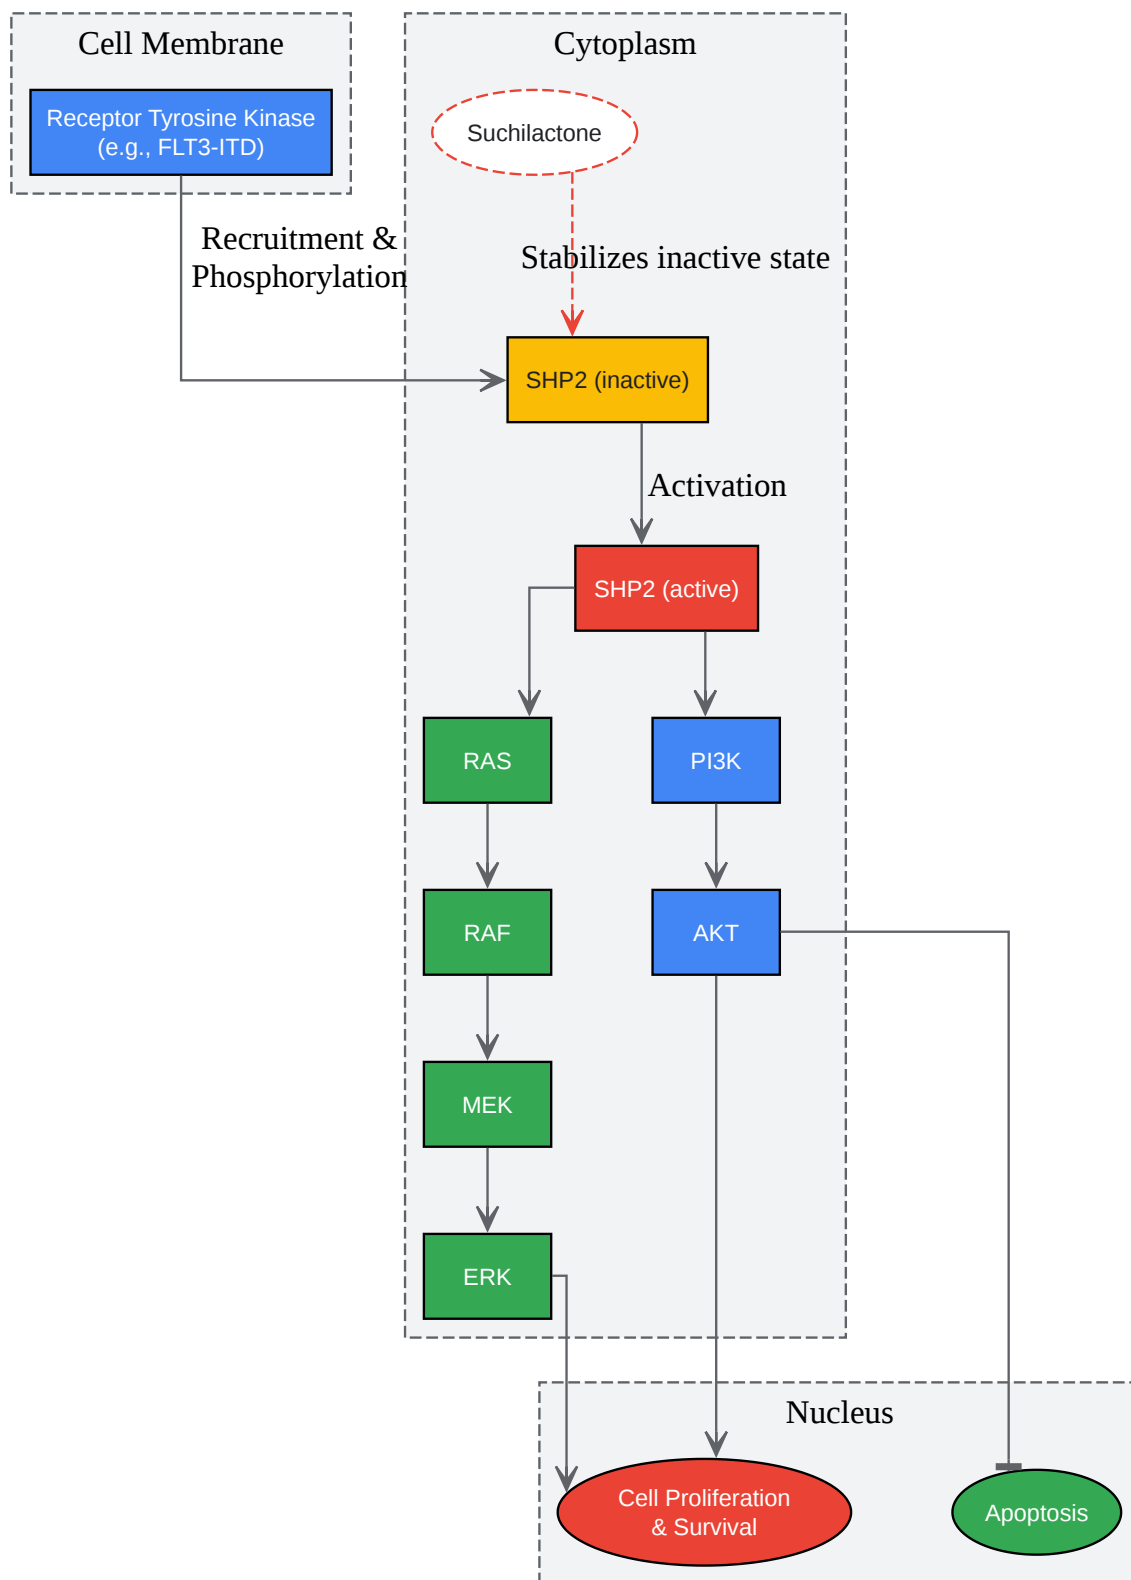 Cell Membrane
Receptor Tyrosine Kinase
(e.g., FLT3-ITD)
Recruitment &
Phosphorylation
Cytoplasm
Suchilactone
Stabilizes inactive state
SHP2 (inactive)
Activation
SHP2 (active)
RAS
PI3K
RAF
AKT
MEK
ERK
Nucleus
Cell Proliferation
& Survival
Apoptosis